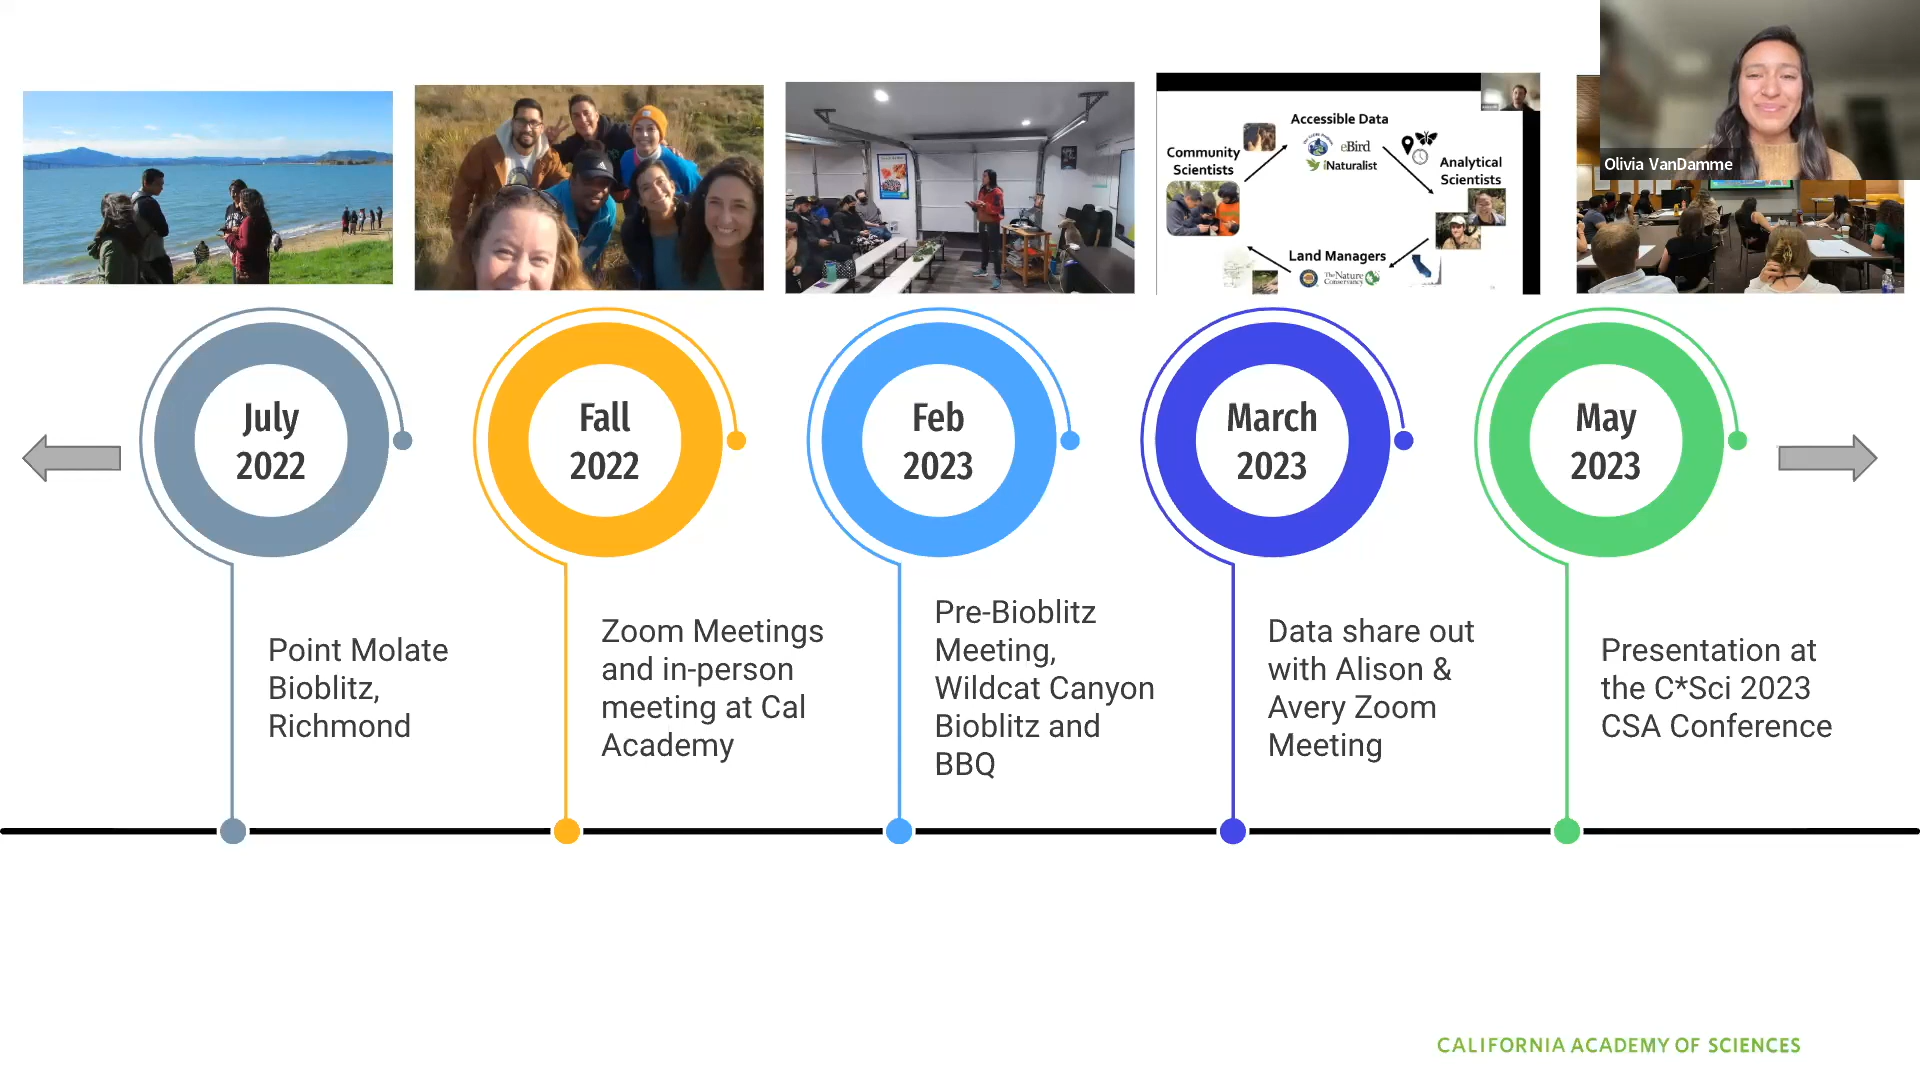 Accessible Data
Community
Scientists
eBird
iNaturalist
Analytical
Scientists
Land Managers
The Nature
Conservancy
Olivia VanDamme
July
2022
Fall
2022
Feb
2023
March
2023
May
2023
Point Molate
Bioblitz,
Richmond
Zoom Meetings
and in-person
meeting at Cal
Academy
Pre-Bioblitz
Meeting,
Wildcat Canyon
Bioblitz and
BBQ
Data share out
with Alison &
Avery Zoom
Meeting
Presentation at
the C*Sci 2023
CSA Conference
CALIFORNIA ACADEMY OF SCIENCES